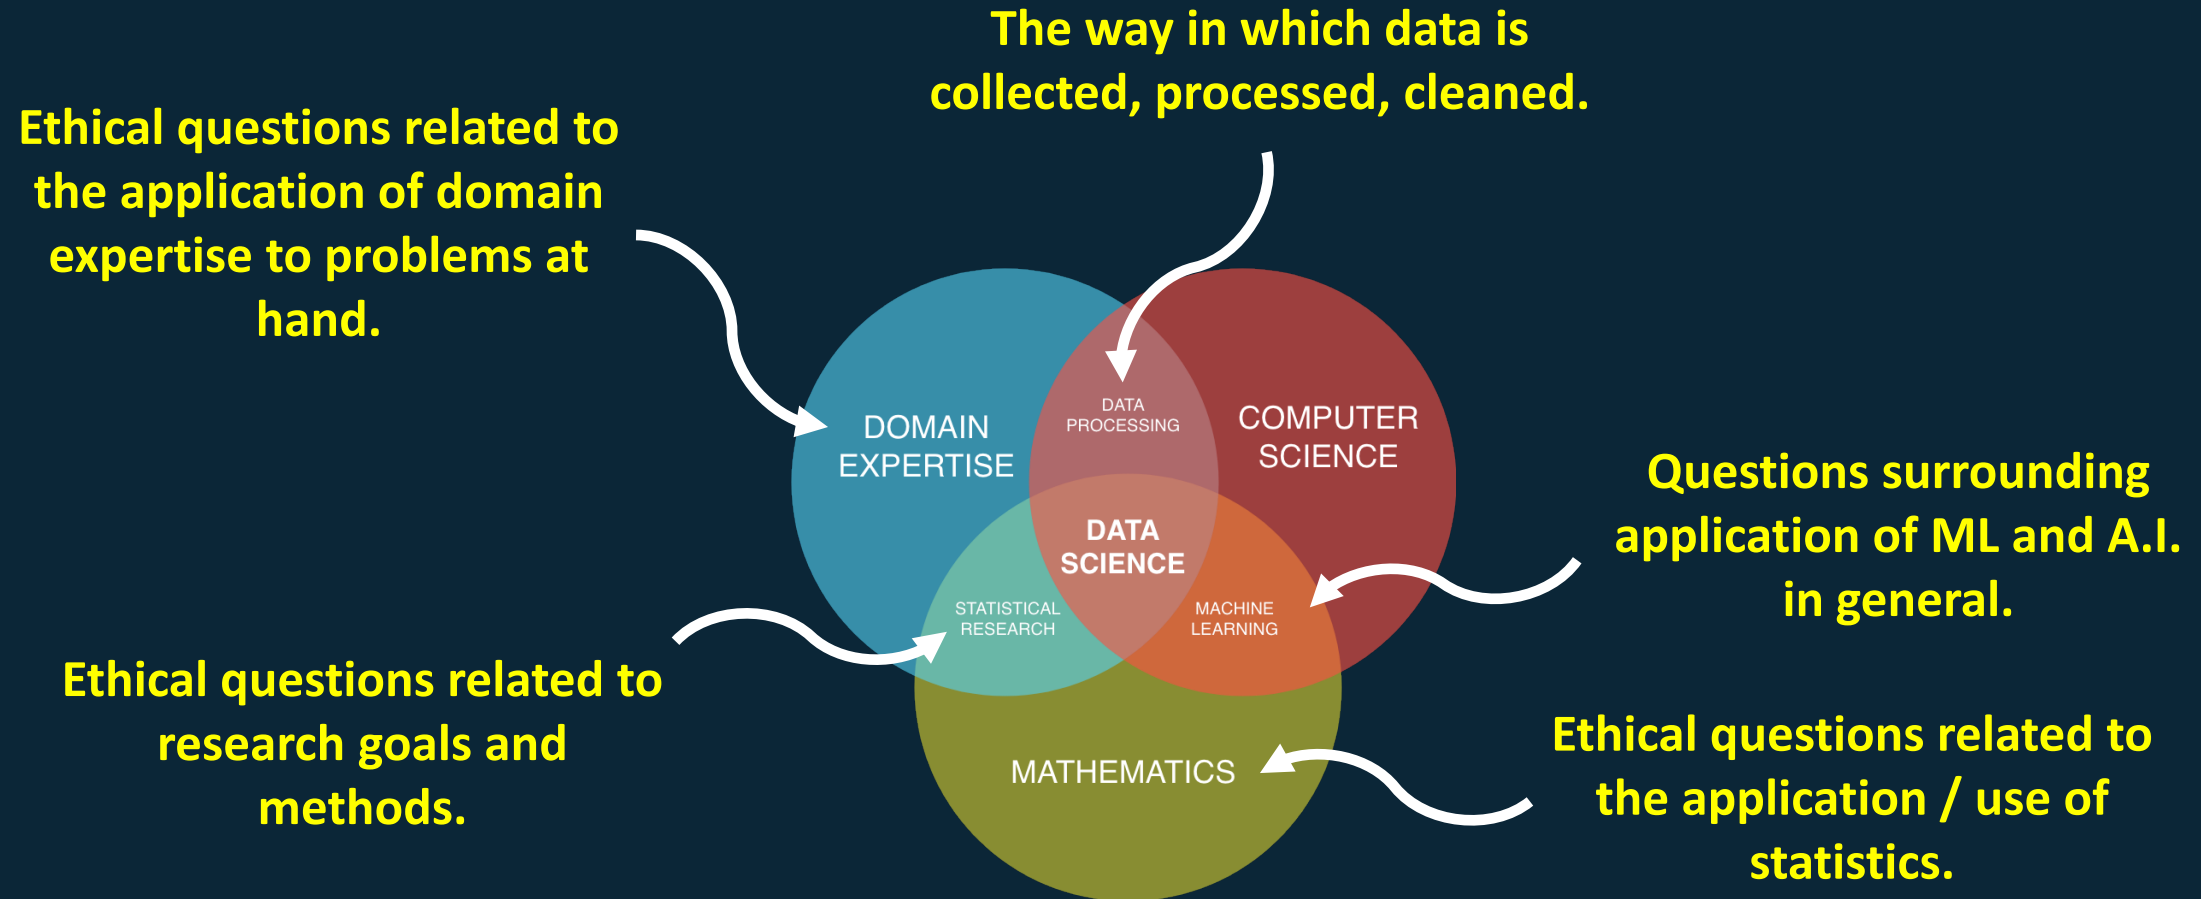 The way in which data is
collected, processed, cleaned.
Ethical questions related to
the application of domain
expertise to problems at
hand.
DATA
PROCESSING
DOMAIN
EXPERTISE
COMPUTER
SCIENCE
DATA
SCIENCE
Questions surrounding
application of ML and A.I.
in general.
STATISTICAL
RESEARCH
MACHINE
LEARNING
Ethical questions related to
research goals and
methods.
MATHEMATICS
Ethical questions related to
the application / use of
statistics.